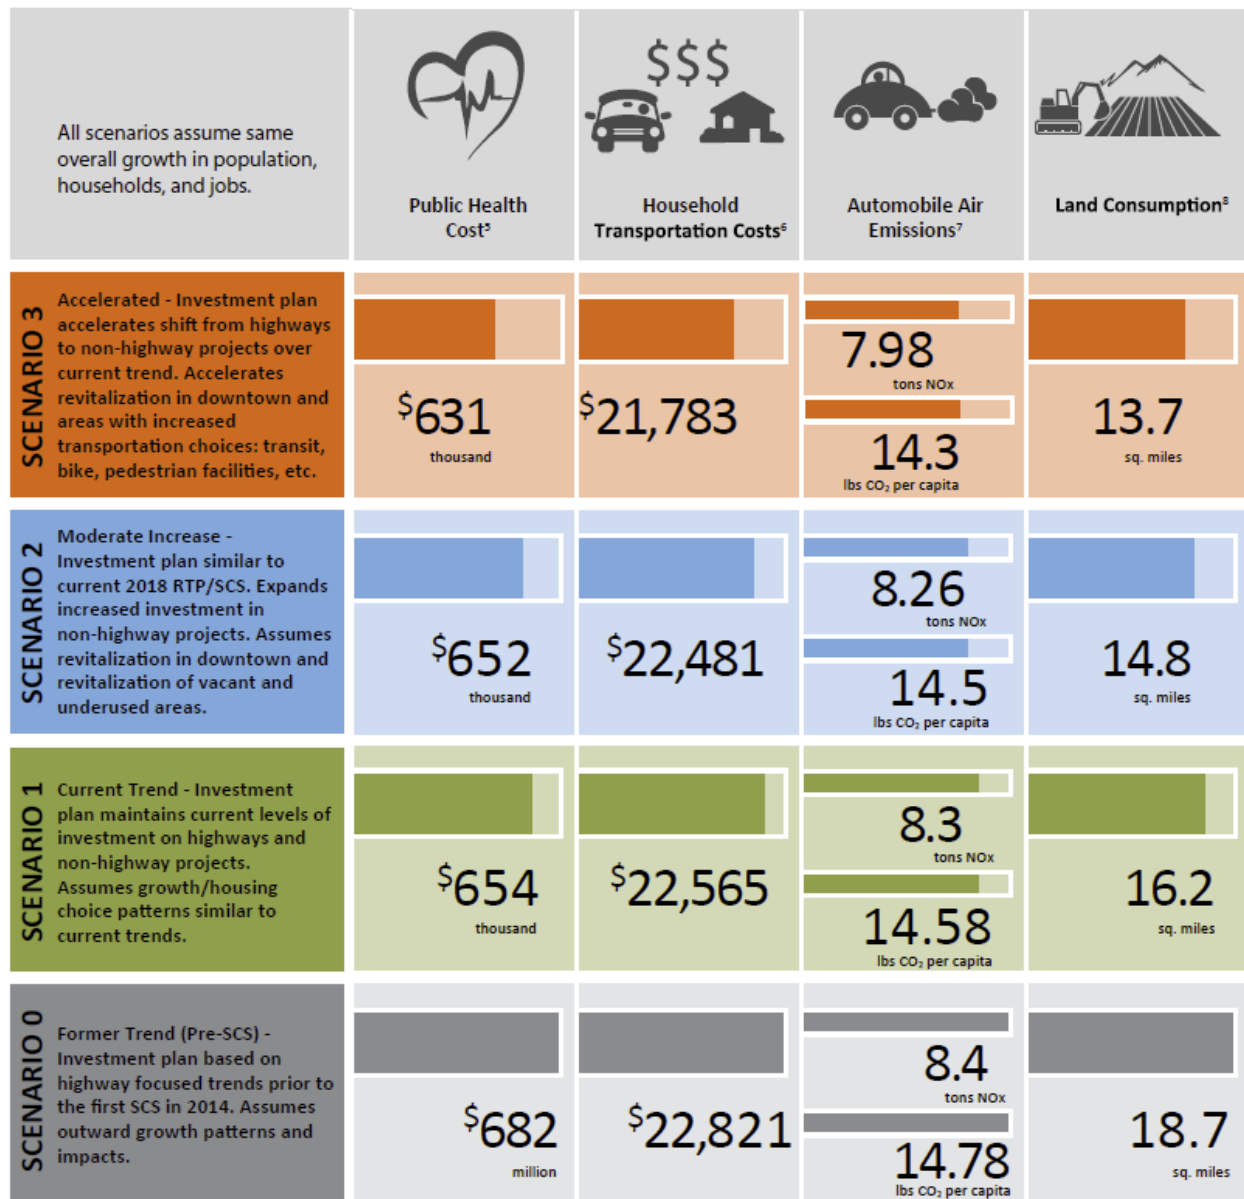 All scenarios assume same
overall growth in population,
households, and jobs.
Public Health
Cost⁵
$$$
Household
Transportation Costs⁶
Automobile Air
Emissions⁷
Land Consumption⁸
SCENARIO 3
Accelerated - Investment plan
accelerates shift from highways
to non-highway projects over
current trend. Accelerates
revitalization in downtown and
areas with increased
transportation choices: transit,
bike, pedestrian facilities, etc.
$631
thousand
$21,783
7.98
tons NOx
14.3
lbs CO₂ per capita
13.7
sq. miles
SCENARIO 2
Moderate Increase -
Investment plan similar to
current 2018 RTP/SCS. Expands
increased investment in
non-highway projects. Assumes
revitalization in downtown and
revitalization of vacant and
underused areas.
$652
thousand
$22,481
8.26
tons NOx
14.5
lbs CO₂ per capita
14.8
sq. miles
SCENARIO 1
Current Trend - Investment
plan maintains current levels of
investment on highways and
non-highway projects.
Assumes growth/housing
choice patterns similar to
current trends.
$654
thousand
$22,565
8.3
tons NOx
14.58
lbs CO₂ per capita
16.2
sq. miles
SCENARIO 0
Former Trend (Pre-SCS) -
Investment plan based on
highway focused trends prior to
the first SCS in 2014. Assumes
outward growth patterns and
impacts.
$682
million
$22,821
8.4
tons NOx
14.78
lbs CO₂ per capita
18.7
sq. miles